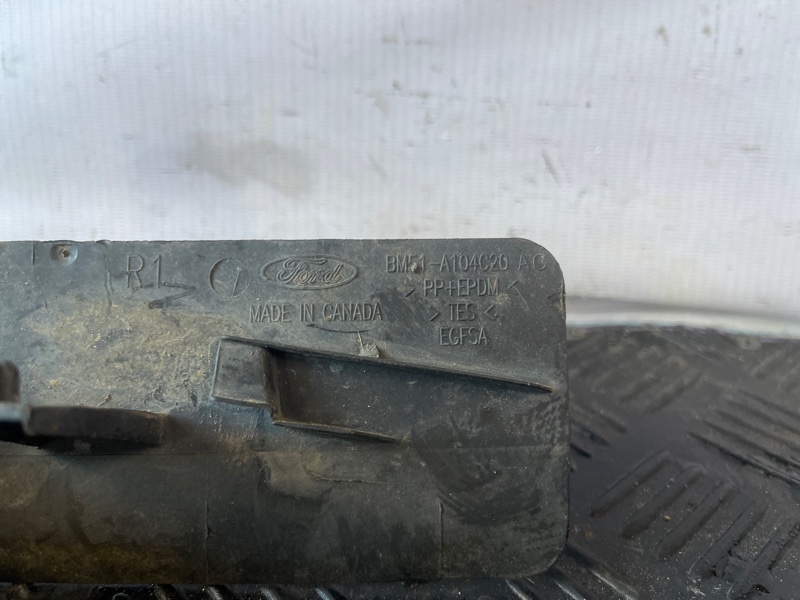 R1 Ford BM51-A104C20 AC
>PP+EPDM<
MADE IN CANADA >TES<
EGFSA